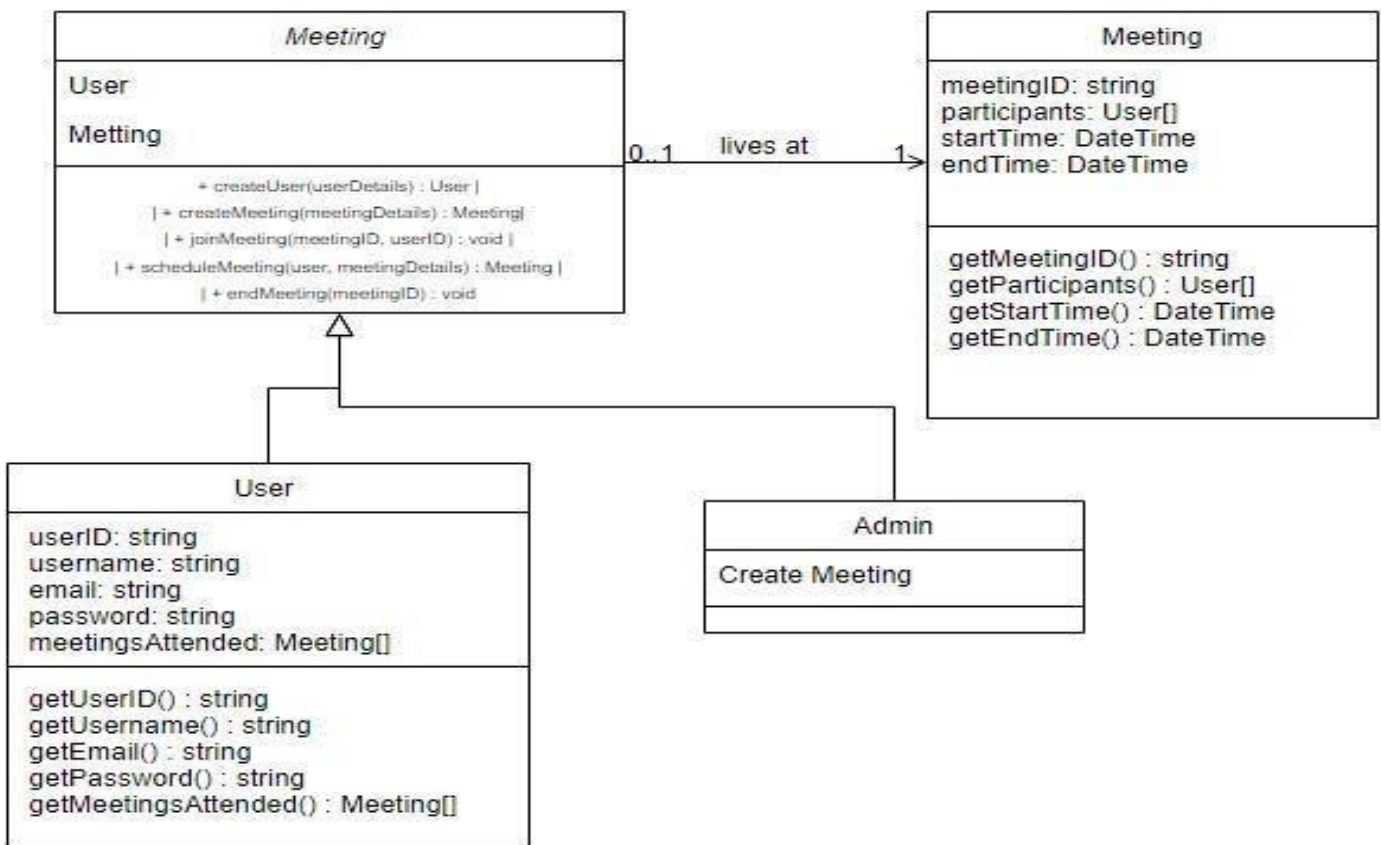 Meeting
User
Metting
+ createUser(userDetails) : User |
| + createMeeting(meetingDetails) : Meeting|
| + joinMeeting(meetingID, userID) : void |
| + scheduleMeeting(user, meetingDetails) : Meeting |
| + endMeeting(meetingID) : void
0..1 lives at 1
Meeting
meetingID: string
participants: User[]
startTime: DateTime
endTime: DateTime
getMeetingID() : string
getParticipants() : User[]
getStartTime() : DateTime
getEndTime() : DateTime
User
userID: string
username: string
email: string
password: string
meetingsAttended: Meeting[]
getUserID() : string
getUsername() : string
getEmail() : string
getPassword() : string
getMeetingsAttended() : Meeting[]
Admin
Create Meeting